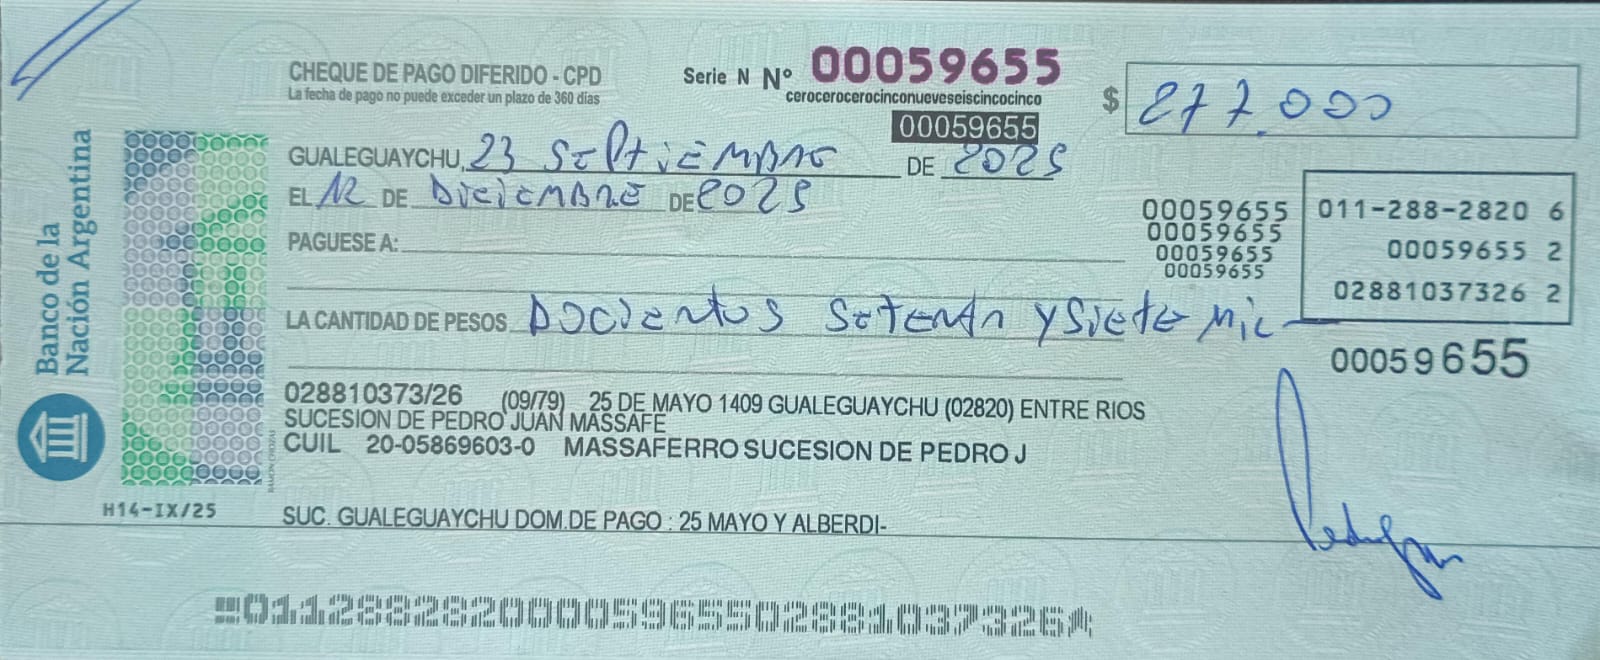 CHEQUE DE PAGO DIFERIDO - CPD
La fecha de pago no puede exceder un plazo de 360 días
Serie N Nº 00059655
cerocerocerocinconueveseiscincocinco
00059655
$ 277.000
GUALEGUAYCHU, 23 SEPTIEMBRE DE 2025
EL 12 DE DICIEMBRE DE 2025
PAGUESE A:
00059655
00059655
00059655
00059655
011-288-2820 6
00059655 2
02881037326 2
LA CANTIDAD DE PESOS Docientos Setenta y Siete Mil
00059655
028810373/26 (09/79) 25 DE MAYO 1409 GUALEGUAYCHU (02820) ENTRE RIOS
SUCESION DE PEDRO JUAN MASSAFE
CUIL 20-05869603-0 MASSAFERRO SUCESION DE PEDRO J
SUC. GUALEGUAYCHU DOM.DE PAGO : 25 MAYO Y ALBERDI-
Banco de la
Nación Argentina
H14-IX/25
01128828200005965502881037326